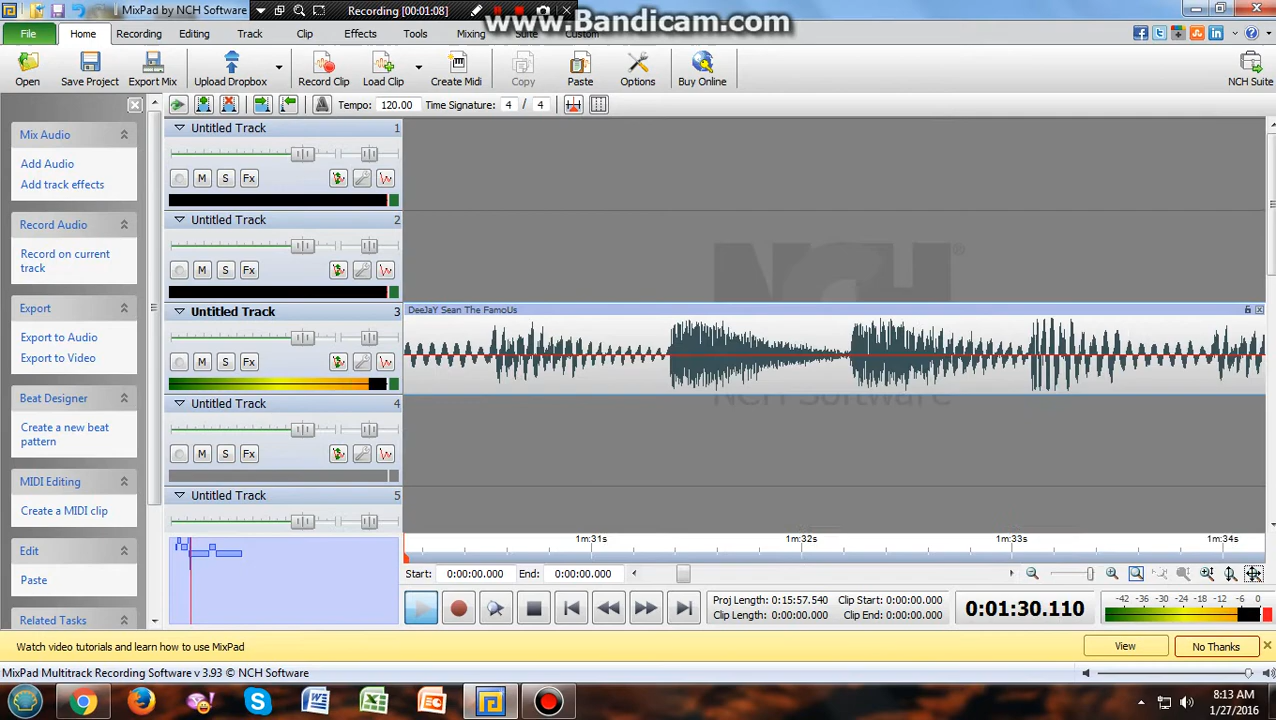 MixPad by NCH Software
Recording [00:01:08]
www.Bandicam.com
File
Home
Recording
Editing
Track
Clip
Effects
Tools
Mixing
Suite
Custom
Open
Save Project
Export Mix
Upload Dropbox
Record Clip
Load Clip
Create Midi
Copy
Paste
Options
Buy Online
NCH Suite
Tempo: 120.00 Time Signature: 4 / 4
Mix Audio
Add Audio
Add track effects
Record Audio
Record on current
track
Export
Export to Audio
Export to Video
Beat Designer
Create a new beat
pattern
MIDI Editing
Create a MIDI clip
Edit
Paste
Related Tasks
Untitled Track 1
M S Fx
Untitled Track 2
M S Fx
Untitled Track 3
M S Fx
Untitled Track 4
M S Fx
Untitled Track 5
NCH®
NCH Software
DeeJaY Sean The FamoUs
1m:31s 1m:32s 1m:33s 1m:34s
Start: 0:00:00.000 End: 0:00:00.000
Proj Length: 0:15:57.540 Clip Start: 0:00:00.000
Clip Length: 0:00:00.000 Clip End: 0:00:00.000
0:01:30.110
-42 -36 -30 -24 -18 -12 -6 0
Watch video tutorials and learn how to use MixPad
View
No Thanks
MixPad Multitrack Recording Software v 3.93 © NCH Software
8:13 AM
1/27/2016